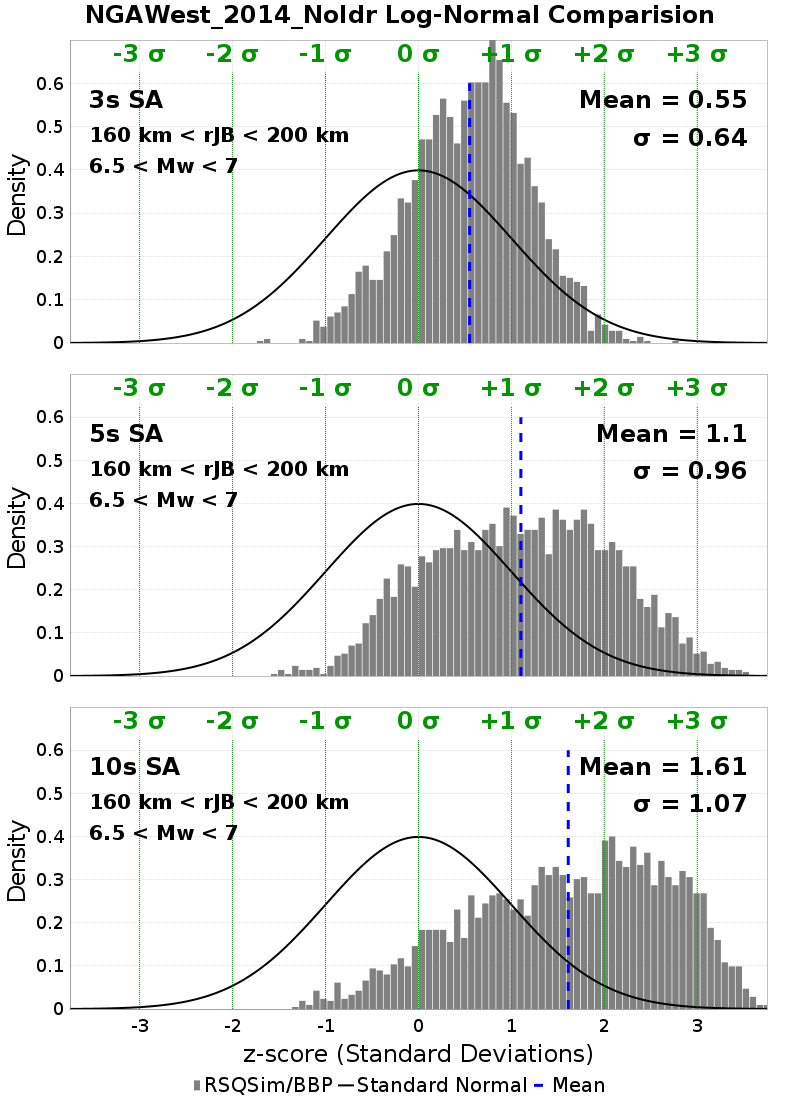 NGAWest_2014_NoIdr Log-Normal Comparision
-3 σ -2 σ -1 σ 0 σ +1 σ +2 σ +3 σ
3s SA
Mean = 0.55
160 km < rJB < 200 km
σ = 0.64
6.5 < Mw < 7
0.6
0.5
0.4
0.3
0.2
0.1
0
Density
-3 σ -2 σ -1 σ 0 σ +1 σ +2 σ +3 σ
5s SA
Mean = 1.1
160 km < rJB < 200 km
σ = 0.96
6.5 < Mw < 7
0.6
0.5
0.4
0.3
0.2
0.1
0
Density
-3 σ -2 σ -1 σ 0 σ +1 σ +2 σ +3 σ
10s SA
Mean = 1.61
160 km < rJB < 200 km
σ = 1.07
6.5 < Mw < 7
0.6
0.5
0.4
0.3
0.2
0.1
0
Density
-3 -2 -1 0 1 2 3
z-score (Standard Deviations)
RSQSim/BBP Standard Normal Mean